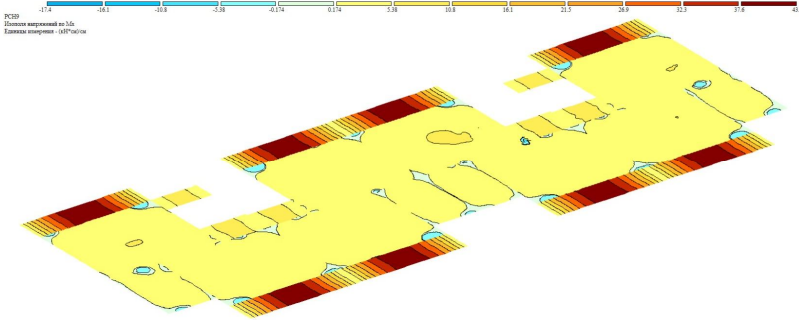 -17.4 -16.1 -10.8 -5.38 -0.174 0.174 5.38 10.8 16.1 21.5 26.9 32.3 37.6 43.
РСН9
Изополя напряжений по Mx
Единицы измерения - (кН*см)/см